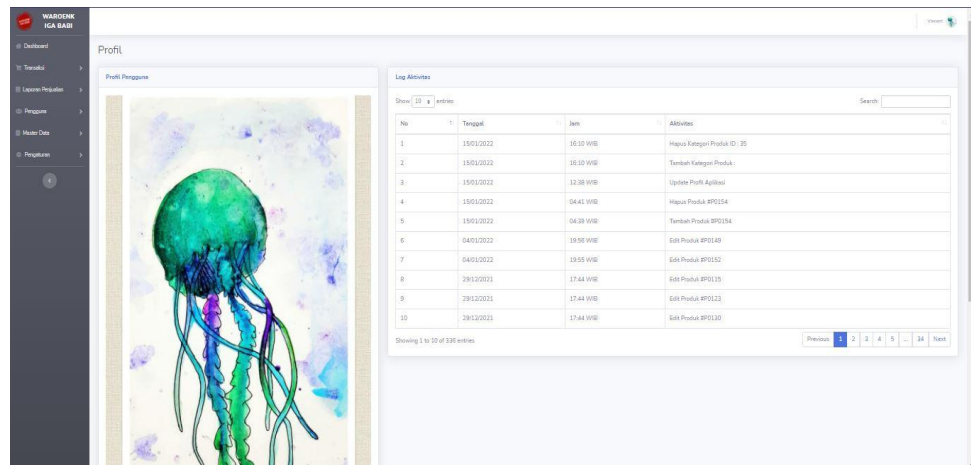 WAROENK
IGA BABI
Dashboard
Transaksi
Laporan Penjualan
Pengguna
Master Data
Pengaturan
Profil
Profil Pengguna
Log Aktivitas
Show 10 entries
Search:
No Tanggal Jam Aktivitas
1 15/01/2022 16:10 WIB Hapus Kategori Produk ID : 35
2 15/01/2022 16:10 WIB Tambah Kategori Produk :
3 15/01/2022 12:38 WIB Update Profil Aplikasi
4 15/01/2022 04:41 WIB Hapus Produk #P0154
5 15/01/2022 04:39 WIB Tambah Produk #P0154
6 04/01/2022 19:56 WIB Edit Produk #P0149
7 04/01/2022 19:55 WIB Edit Produk #P0152
8 29/12/2021 17:44 WIB Edit Produk #P0115
9 29/12/2021 17:44 WIB Edit Produk #P0123
10 29/12/2021 17:44 WIB Edit Produk #P0130
Showing 1 to 10 of 336 entries
Previous 1 2 3 4 5 ... 34 Next